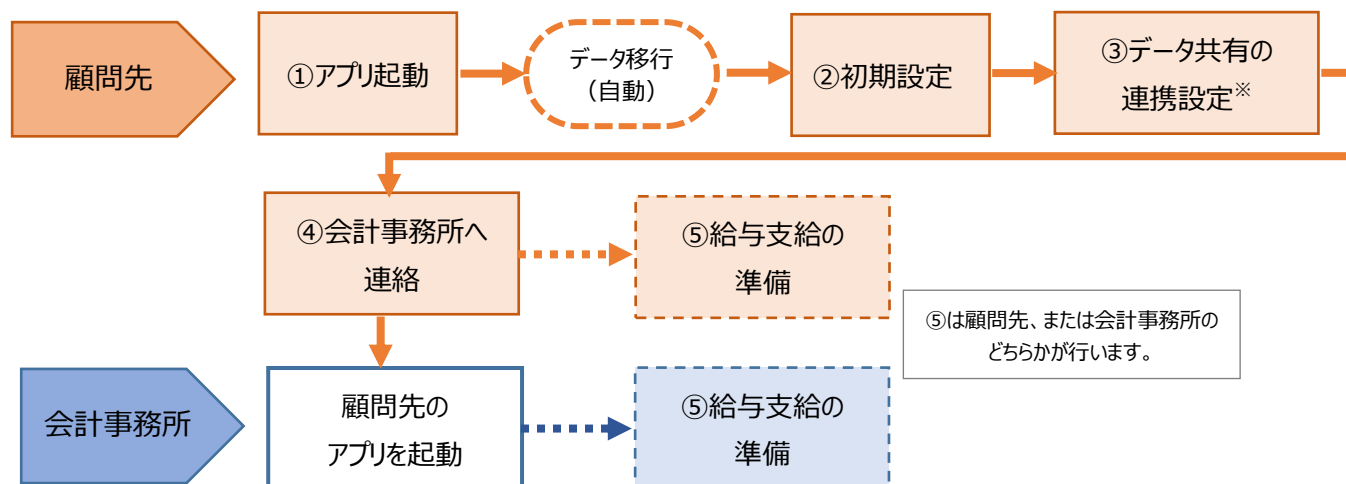 顧問先
①アプリ起動
データ移行
（自動）
②初期設定
③データ共有の
連携設定※
④会計事務所へ
連絡
⑤給与支給の
準備
⑤は顧問先、または会計事務所の
どちらかが行います。
会計事務所
顧問先の
アプリを起動
⑤給与支給の
準備